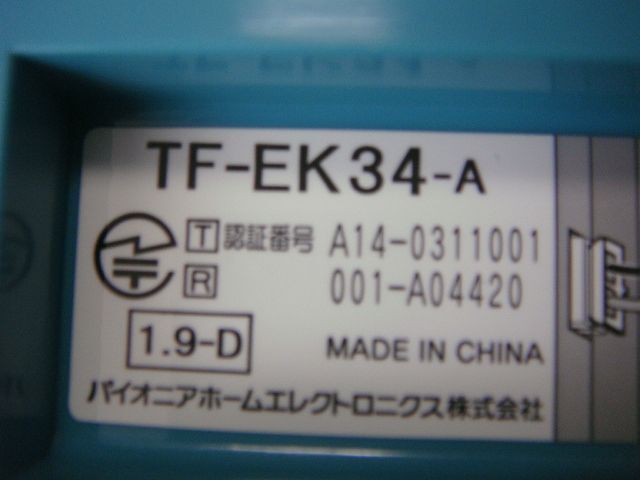 TF-EK34-A
T 認証番号 A14-0311001
R 001-A04420
1.9-D MADE IN CHINA
パイオニアホームエレクトロニクス株式会社